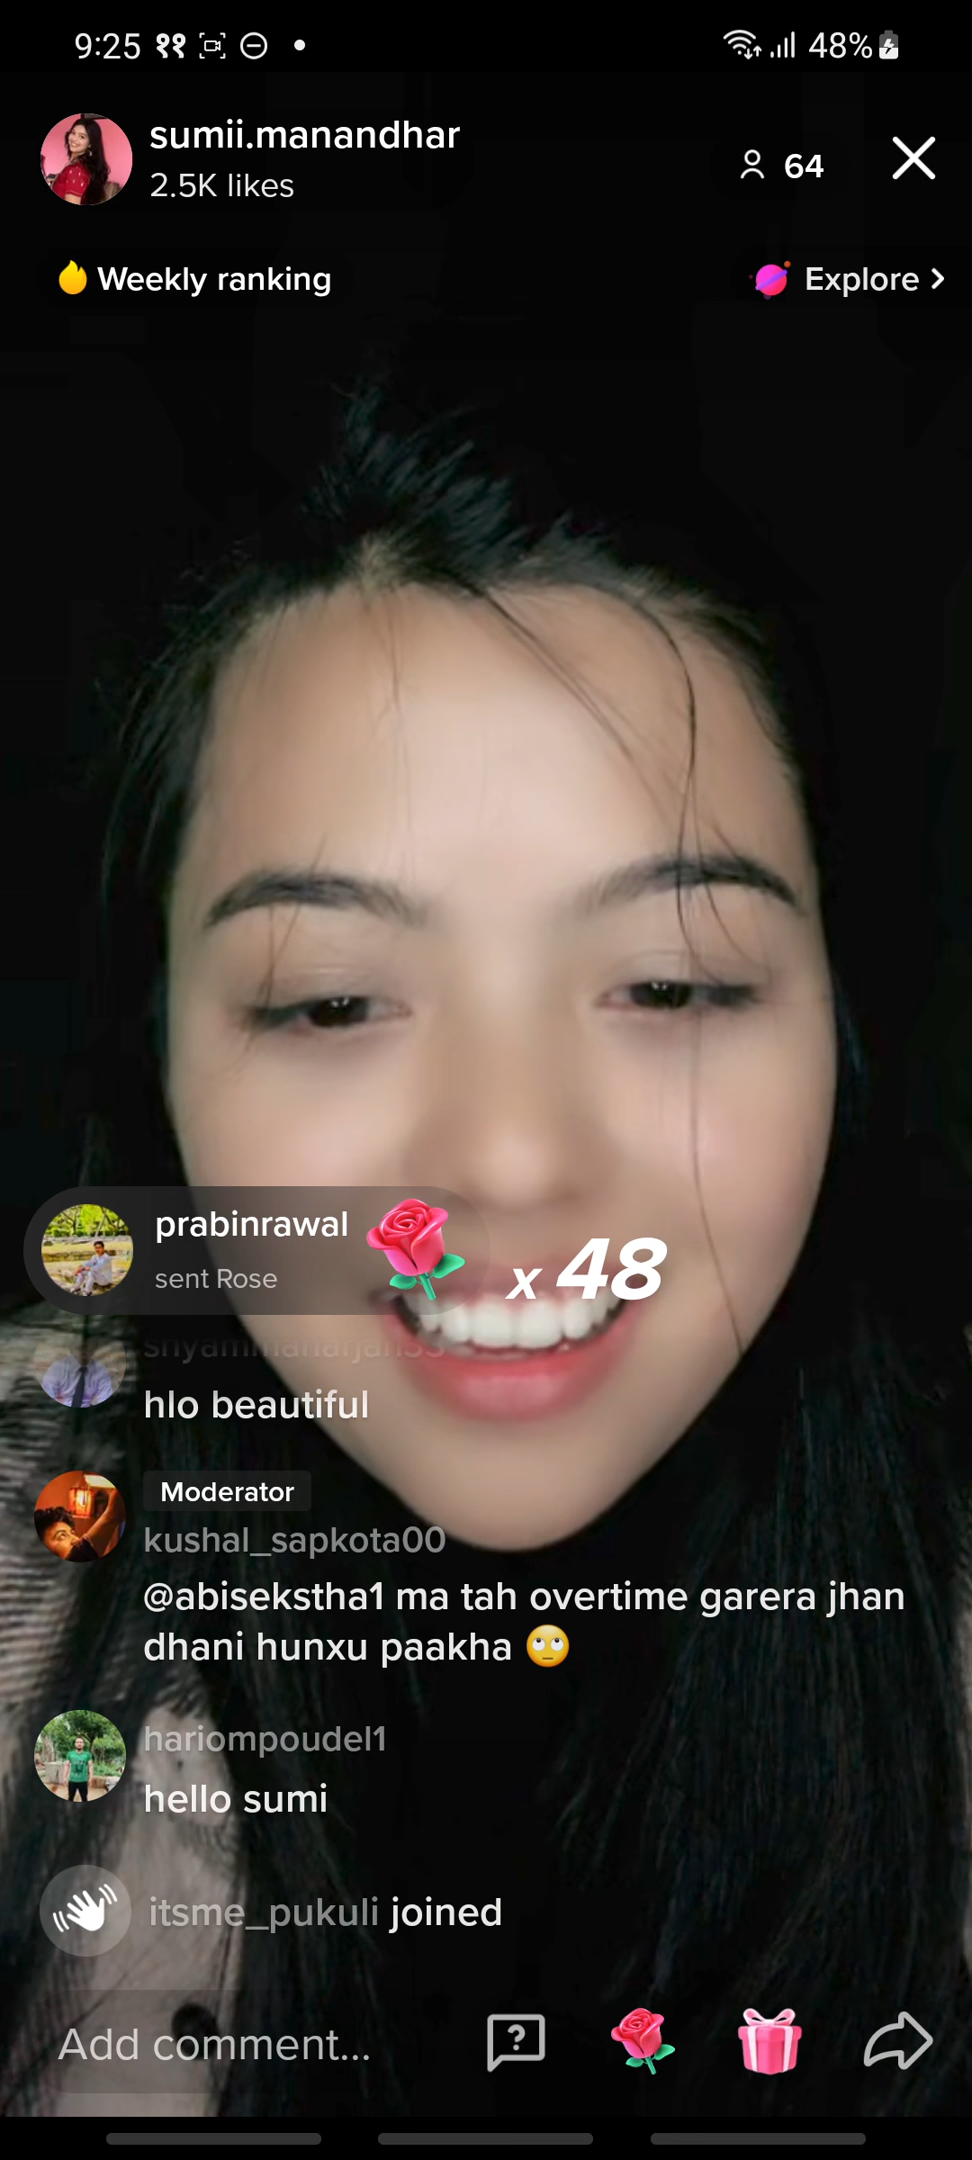 9:25 ११ 48%
sumii.manandhar
2.5K likes
64
Weekly ranking
Explore >
prabinrawal
sent Rose
x 48
hlo beautiful
Moderator
kushal_sapkota00
@abisekstha1 ma tah overtime garera jhan
dhani hunxu paakha 🙄
hariompoudel1
hello sumi
itsme_pukuli joined
Add comment...